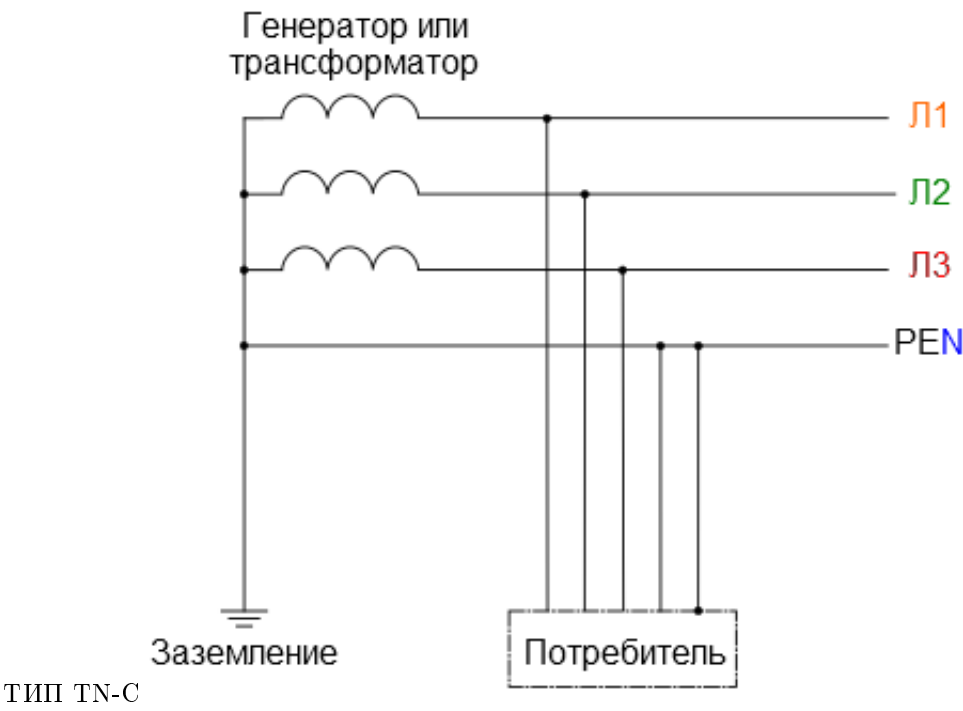 Генератор или
трансформатор
Л1
Л2
Л3
PEN
Заземление
Потребитель
ТИП TN-C